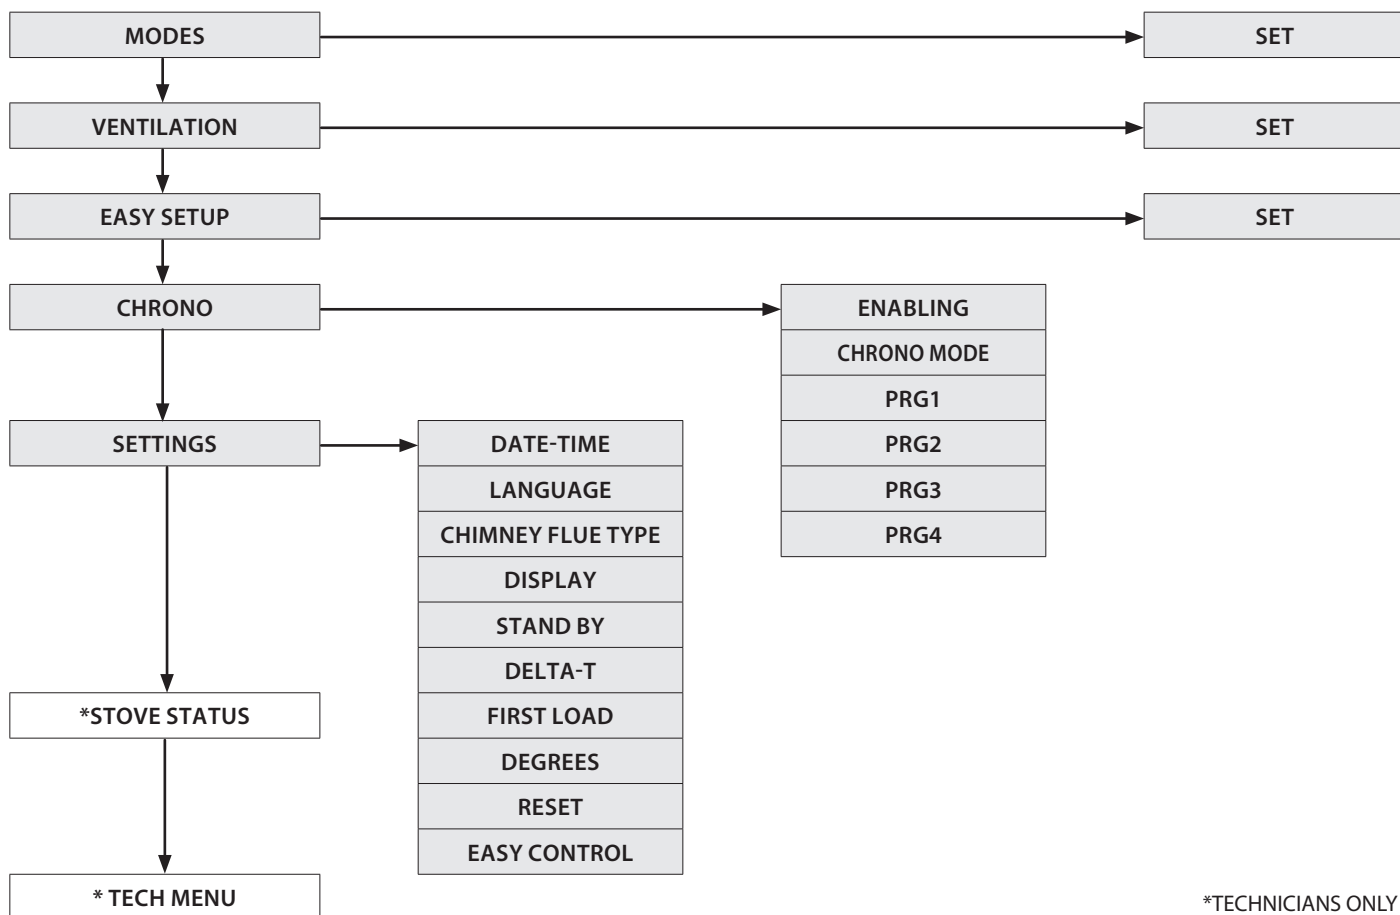 MODES
SET
VENTILATION
SET
EASY SETUP
SET
CHRONO
ENABLING
CHRONO MODE
PRG1
PRG2
PRG3
PRG4
SETTINGS
DATE-TIME
LANGUAGE
CHIMNEY FLUE TYPE
DISPLAY
STAND BY
DELTA-T
FIRST LOAD
DEGREES
RESET
EASY CONTROL
*STOVE STATUS
* TECH MENU
*TECHNICIANS ONLY